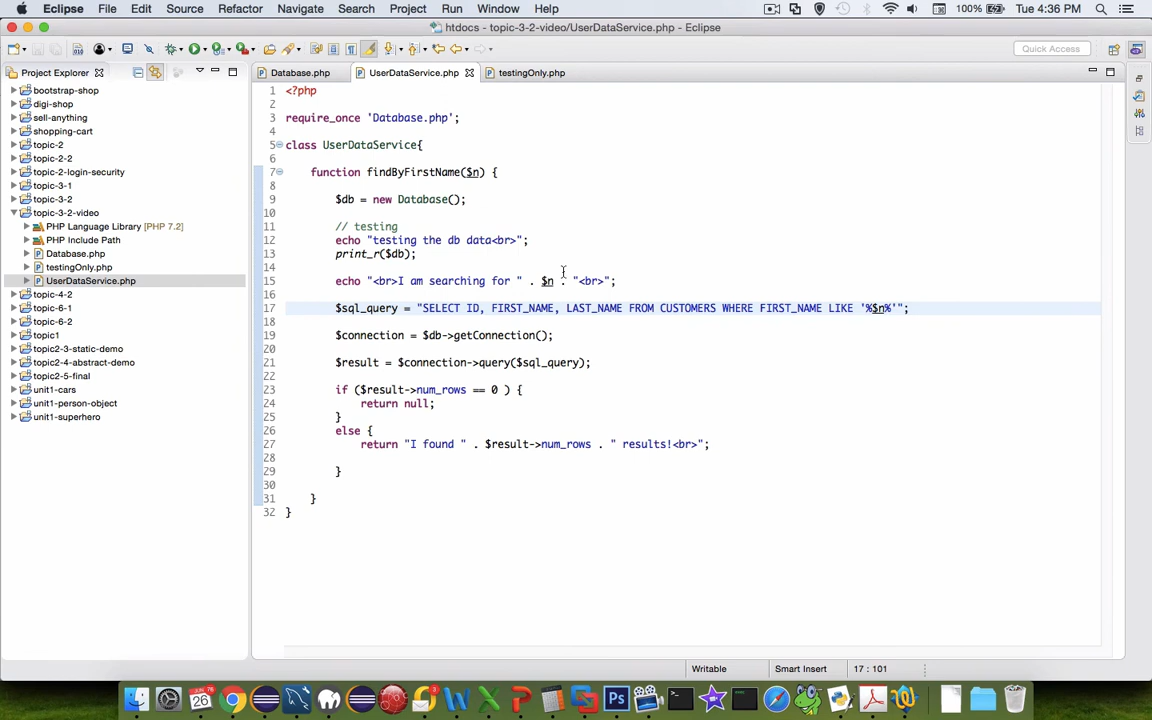 Eclipse File Edit Source Refactor Navigate Search Project Run Window Help 100% Tue 4:36 PM
htdocs - topic-3-2-video/UserDataService.php - Eclipse
Quick Access
Project Explorer
bootstrap-shop
digi-shop
sell-anything
shopping-cart
topic-2
topic-2-2
topic-2-login-security
topic-3-1
topic-3-2
topic-3-2-video
PHP Language Library [PHP 7.2]
PHP Include Path
Database.php
testingOnly.php
UserDataService.php
topic-4-2
topic-6-1
topic-6-2
topic1
topic2-3-static-demo
topic2-4-abstract-demo
topic2-5-final
unit1-cars
unit1-person-object
unit1-superhero
Database.php UserDataService.php testingOnly.php
1 <?php
2
3 require_once 'Database.php';
4
5 class UserDataService{
6
7 function findByFirstName($n) {
8
9 $db = new Database();
10
11 // testing
12 echo "testing the db data<br>";
13 print_r($db);
14
15 echo "<br>I am searching for " . $n . "<br>";
16
17 $sql_query = "SELECT ID, FIRST_NAME, LAST_NAME FROM CUSTOMERS WHERE FIRST_NAME LIKE '%$n%'";
18
19 $connection = $db->getConnection();
20
21 $result = $connection->query($sql_query);
22
23 if ($result->num_rows == 0 ) {
24 return null;
25 }
26 else {
27 return "I found " . $result->num_rows . " results!<br>";
28
29 }
30
31 }
32 }
Writable Smart Insert 17 : 101